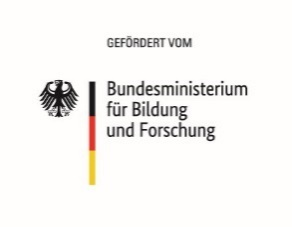 GEFÖRDERT VOM
Bundesministerium
für Bildung
und Forschung